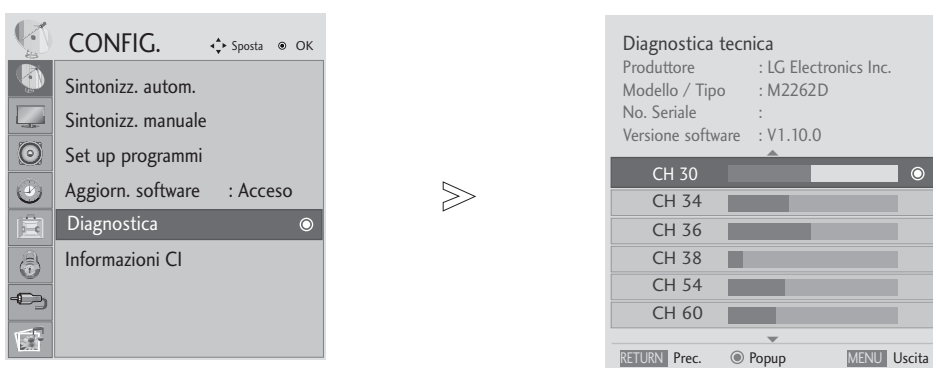 CONFIG. Sposta OK
Sintonizz. autom.
Sintonizz. manuale
Set up programmi
Aggiorn. software : Acceso
Diagnostica
Informazioni CI
Diagnostica tecnica
Produttore : LG Electronics Inc.
Modello / Tipo : M2262D
No. Seriale :
Versione software : V1.10.0
CH 30
CH 34
CH 36
CH 38
CH 54
CH 60
RETURN Prec. Popup MENU Uscita